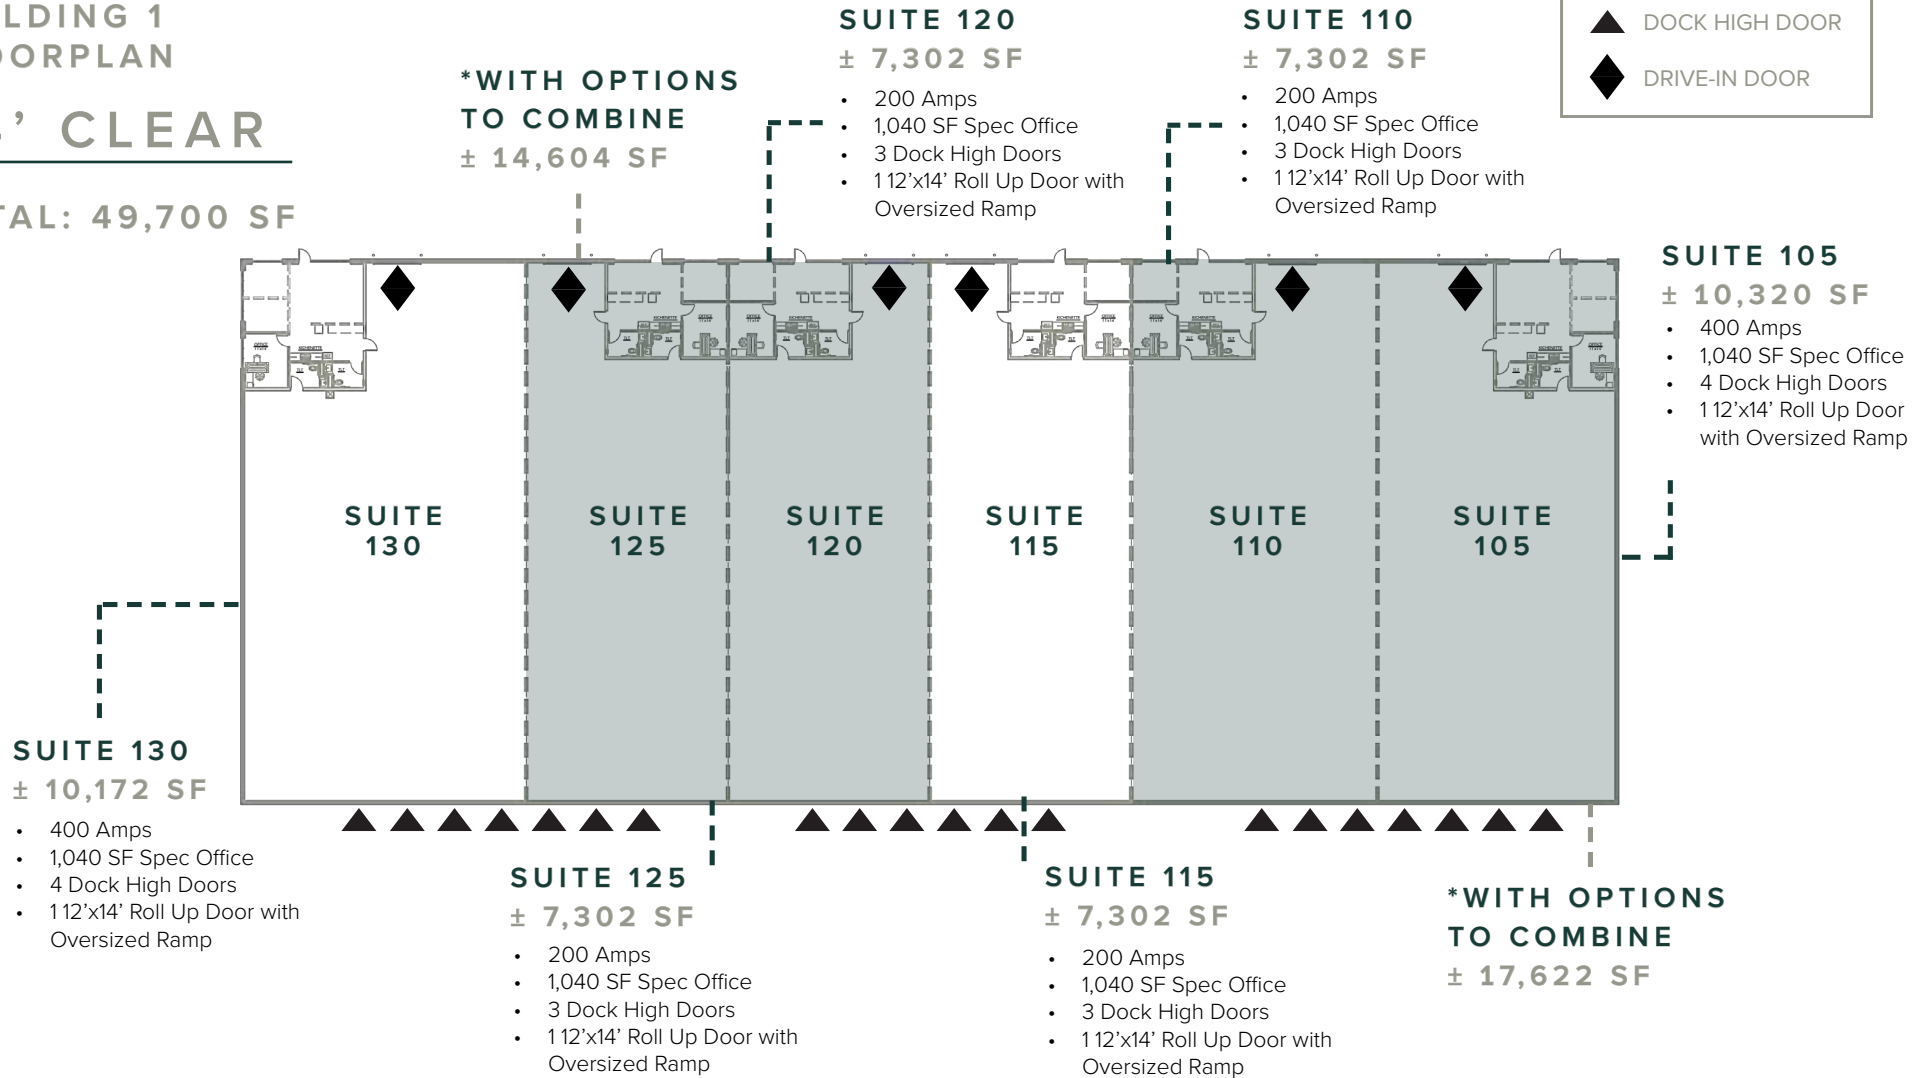 LDING 1
ORPLAN
’ CLEAR
TAL: 49,700 SF
*WITH OPTIONS
TO COMBINE
± 14,604 SF
SUITE 120
± 7,302 SF
• 200 Amps
• 1,040 SF Spec Office
• 3 Dock High Doors
• 1 12’x14’ Roll Up Door with
Oversized Ramp
SUITE 110
± 7,302 SF
• 200 Amps
• 1,040 SF Spec Office
• 3 Dock High Doors
• 1 12’x14’ Roll Up Door with
Oversized Ramp
DOCK HIGH DOOR
DRIVE-IN DOOR
SUITE 105
± 10,320 SF
• 400 Amps
• 1,040 SF Spec Office
• 4 Dock High Doors
• 1 12’x14’ Roll Up Door
with Oversized Ramp
SUITE
130
SUITE
125
SUITE
120
SUITE
115
SUITE
110
SUITE
105
SUITE 130
± 10,172 SF
• 400 Amps
• 1,040 SF Spec Office
• 4 Dock High Doors
• 1 12’x14’ Roll Up Door with
Oversized Ramp
SUITE 125
± 7,302 SF
• 200 Amps
• 1,040 SF Spec Office
• 3 Dock High Doors
• 1 12’x14’ Roll Up Door with
Oversized Ramp
SUITE 115
± 7,302 SF
• 200 Amps
• 1,040 SF Spec Office
• 3 Dock High Doors
• 1 12’x14’ Roll Up Door with
Oversized Ramp
*WITH OPTIONS
TO COMBINE
± 17,622 SF